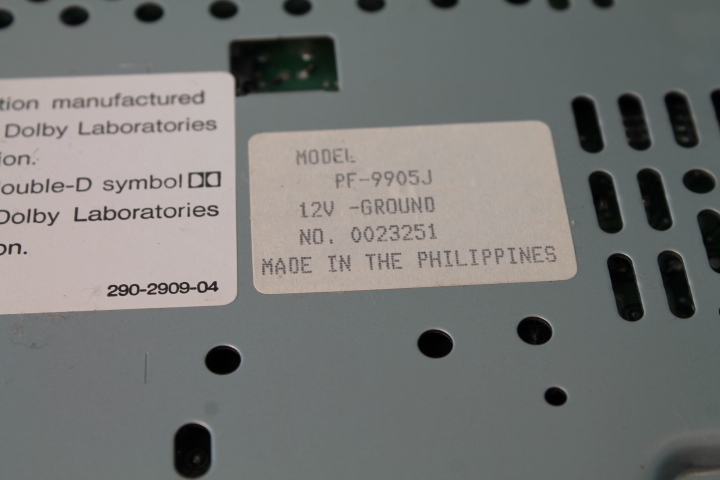 tion manufactured
Dolby Laboratories
ion.
ouble-D symbol
Dolby Laboratories
on.
290-2909-04
MODEL
PF-9905J
12V -GROUND
NO. 0023251
MADE IN THE PHILIPPINES